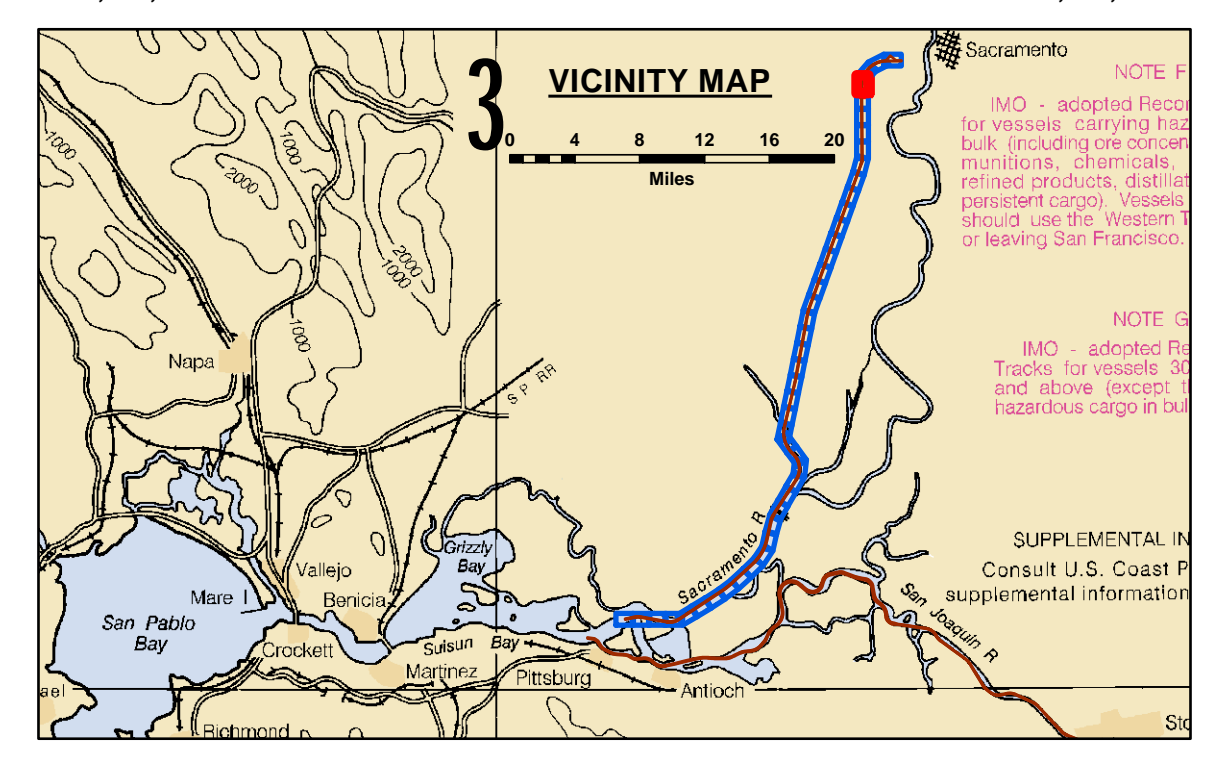 Sacramento
3
VICINITY MAP
0 4 8 12 16 20
Miles
NOTE F
IMO - adopted Recor
for vessels carrying haz
bulk (including ore concen
munitions, chemicals,
refined products, distillat
persistent cargo). Vessels
should use the Western T
or leaving San Francisco.
1000
1000
2000
2000
1000
1000
NOTE G
IMO - adopted Re
Tracks for vessels 30
and above (except t
hazardous cargo in bul
Napa
S P RR
Grizzly
Bay
Sacramento R
SUPPLEMENTAL IN
Consult U.S. Coast P
supplemental information
Vallejo
Mare I
Benicia
San Pablo
Bay
Crockett
Suisun Bay
Martinez
Pittsburg
Antioch
San Joaquin R
ael
Richmond
Sto